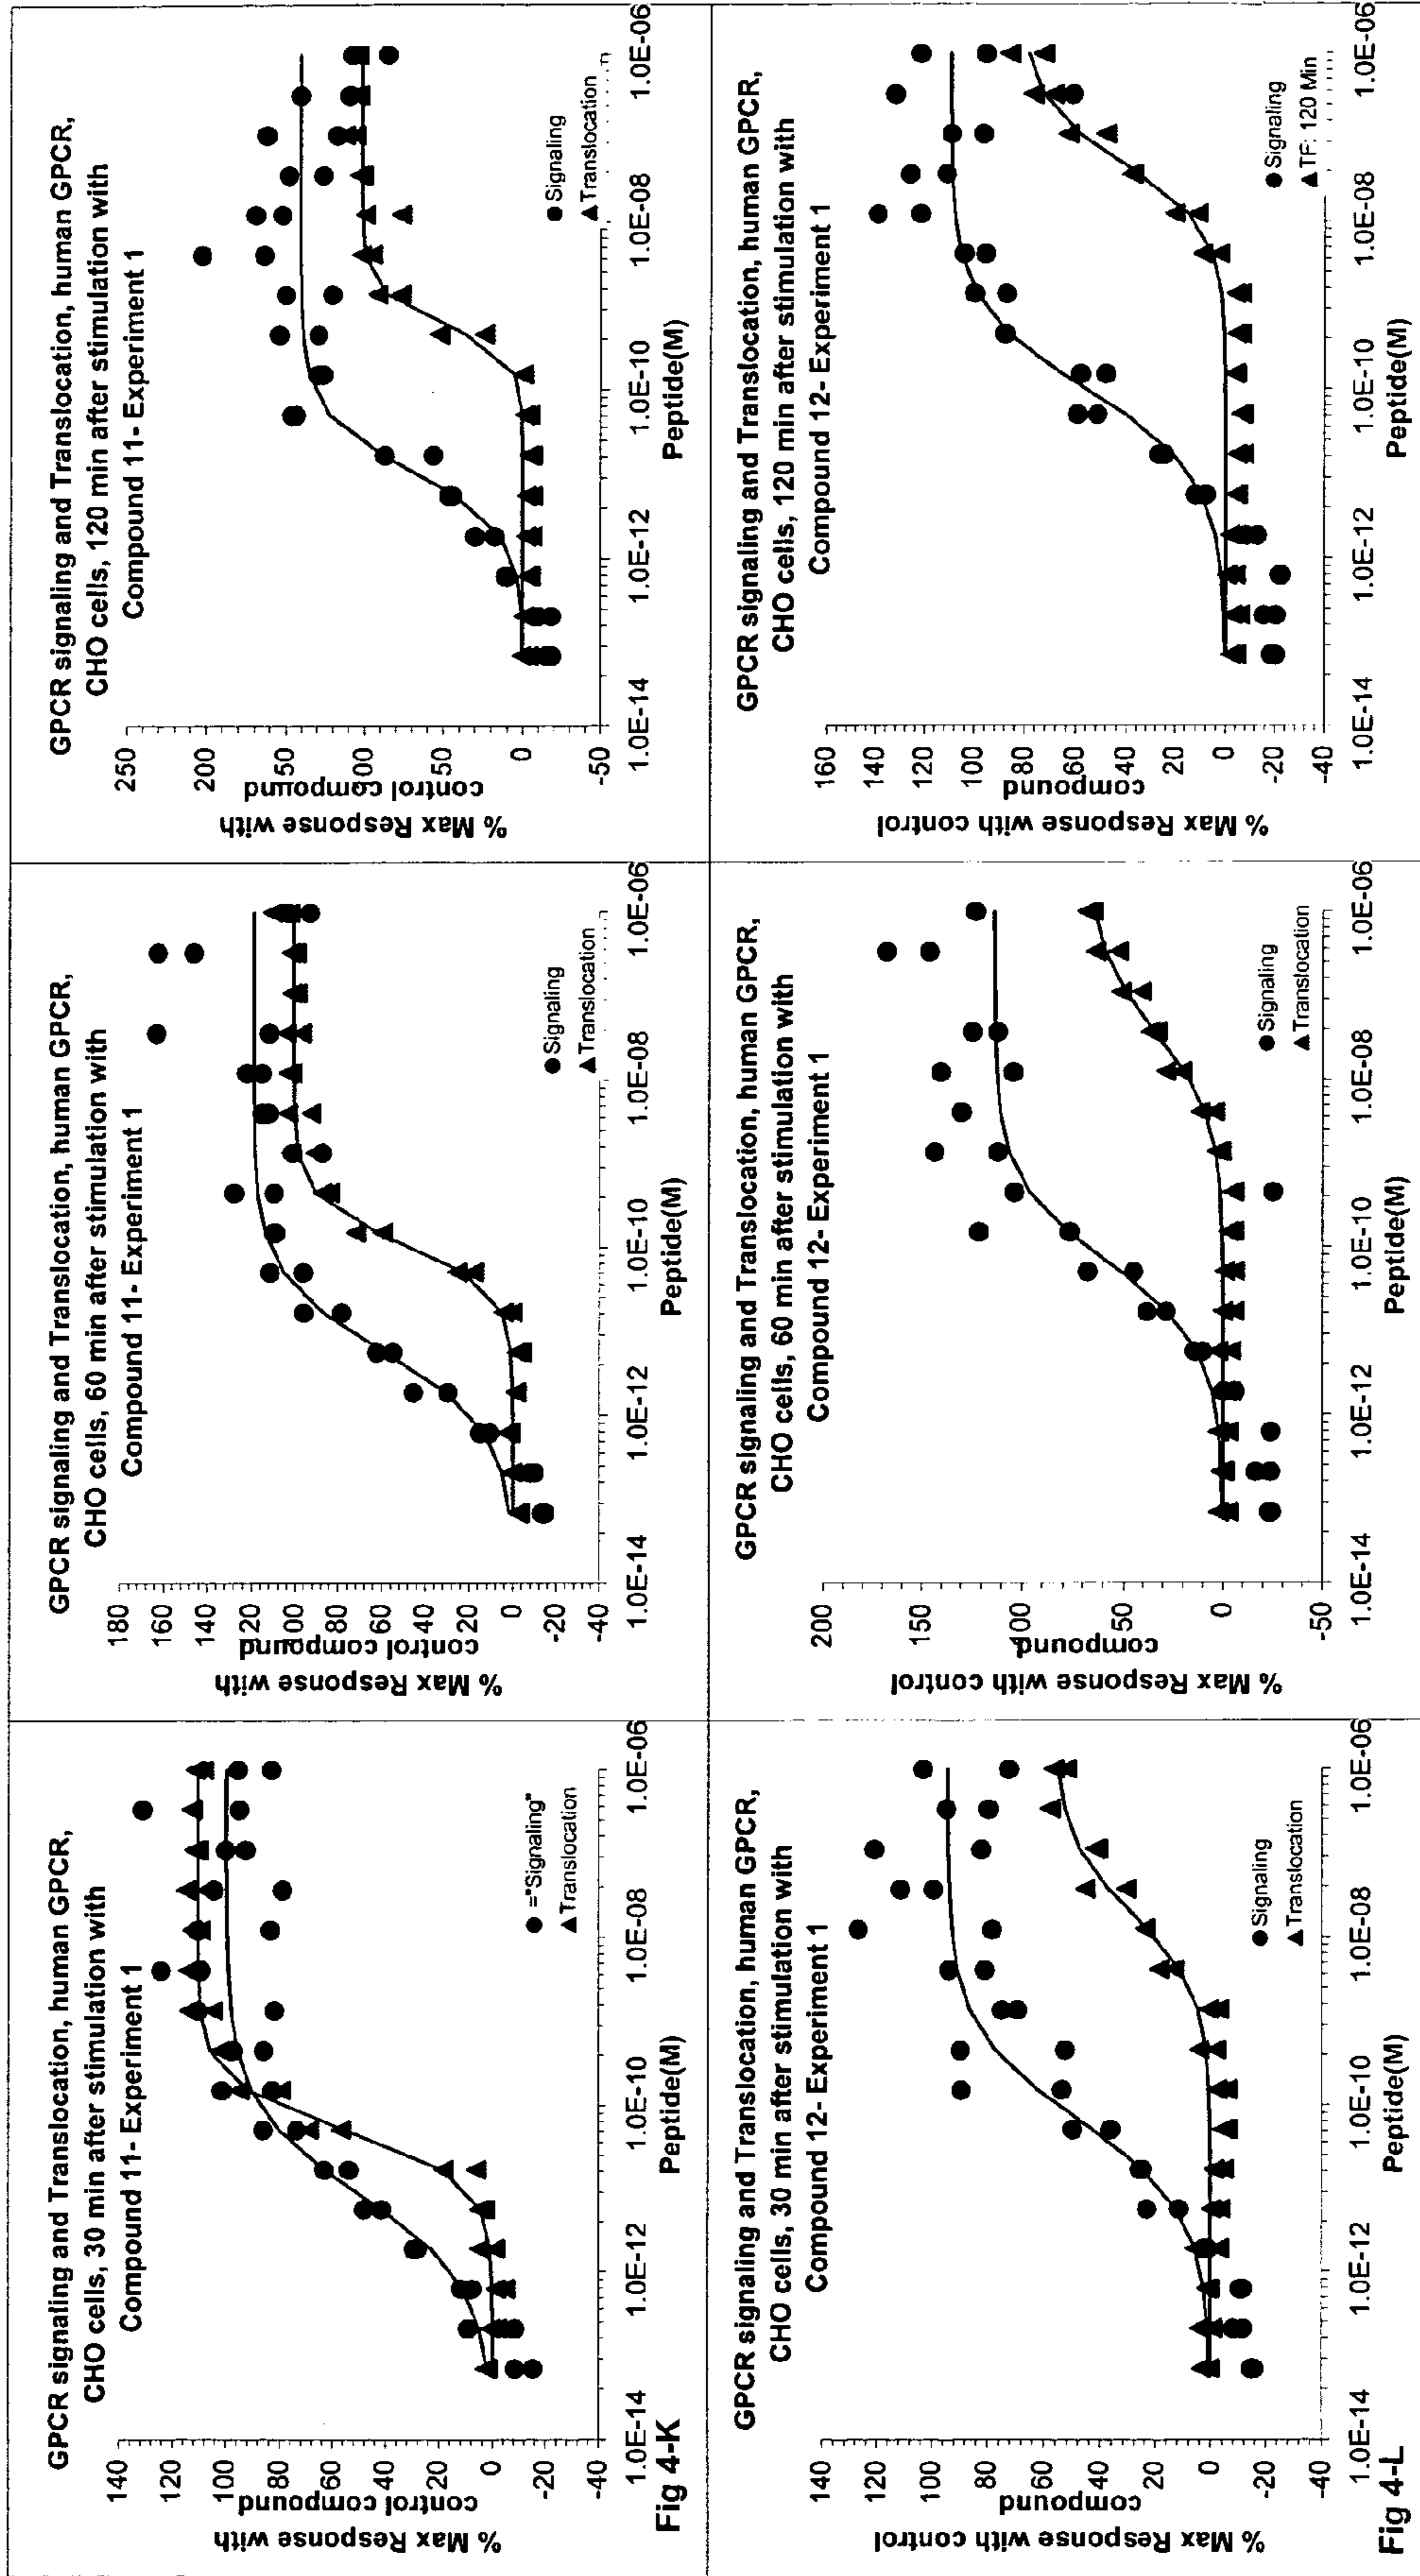 GPCR signaling and Translocation, human GPCR,
CHO cells, 30 min after stimulation with
Compound 11- Experiment 1
% Max Response with
control compound
140
120
100
80
60
40
20
0
-20
-40
1.0E-14
1.0E-12
1.0E-10
1.0E-08
1.0E-06
Peptide(M)
="Signaling"
Translocation
Fig 4-K
GPCR signaling and Translocation, human GPCR,
CHO cells, 60 min after stimulation with
Compound 11- Experiment 1
% Max Response with
control compound
180
160
140
120
100
80
60
40
20
0
-20
-40
1.0E-14
1.0E-12
1.0E-10
1.0E-08
1.0E-06
Peptide(M)
Signaling
Translocation
GPCR signaling and Translocation, human GPCR,
CHO cells, 120 min after stimulation with
Compound 11- Experiment 1
% Max Response with
control compound
250
200
150
100
50
0
-50
1.0E-14
1.0E-12
1.0E-10
1.0E-08
1.0E-06
Peptide(M)
Signaling
Translocation
GPCR signaling and Translocation, human GPCR,
CHO cells, 30 min after stimulation with
Compound 12- Experiment 1
% Max Response with control
compound
140
120
100
80
60
40
20
0
-20
-40
1.0E-14
1.0E-12
1.0E-10
1.0E-08
1.0E-06
Peptide(M)
Signaling
Translocation
Fig 4-L
GPCR signaling and Translocation, human GPCR,
CHO cells, 60 min after stimulation with
Compound 12- Experiment 1
% Max Response with control
compound
200
150
100
50
0
-50
1.0E-14
1.0E-12
1.0E-10
1.0E-08
1.0E-06
Peptide(M)
Signaling
Translocation
GPCR signaling and Translocation, human GPCR,
CHO cells, 120 min after stimulation with
Compound 12- Experiment 1
% Max Response with control
compound
160
140
120
100
80
60
40
20
0
-20
-40
1.0E-14
1.0E-12
1.0E-10
1.0E-08
1.0E-06
Peptide(M)
Signaling
TF: 120 Min